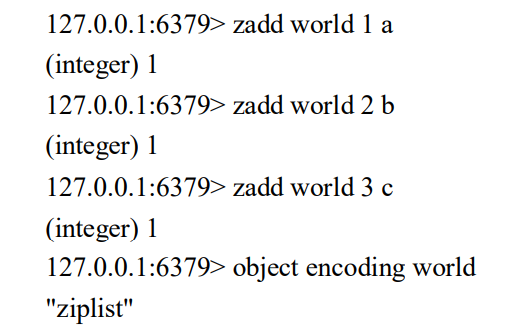 127.0.0.1:6379> zadd world 1 a
(integer) 1
127.0.0.1:6379> zadd world 2 b
(integer) 1
127.0.0.1:6379> zadd world 3 c
(integer) 1
127.0.0.1:6379> object encoding world
"ziplist"